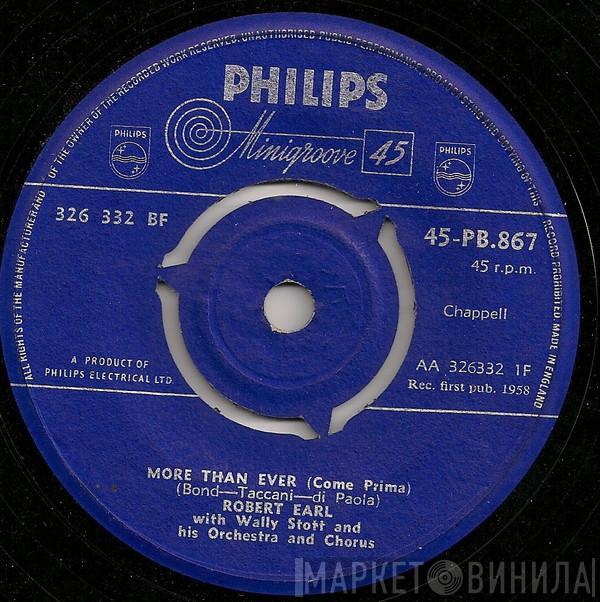 ALL RIGHTS OF THE MANUFACTURER AND OF THE OWNER OF THE RECORDED WORK RESERVED. UNAUTHORISED PUBLIC PERFORMANCE, BROADCASTING AND COPYING OF THIS RECORD PROHIBITED MADE IN ENGLAND
PHILIPS
PHILIPS
Minigroove 45
PHILIPS
326 332 BF
45-PB.867
45 r.p.m.
Chappell
A PRODUCT OF
PHILIPS ELECTRICAL LTD
AA 326332 1F
Rec. first pub. 1958
MORE THAN EVER (Come Prima)
(Bond—Taccani—di Paola)
ROBERT EARL
with Wally Stott and
his Orchestra and Chorus
МАРКЕТ ВИНИЛА